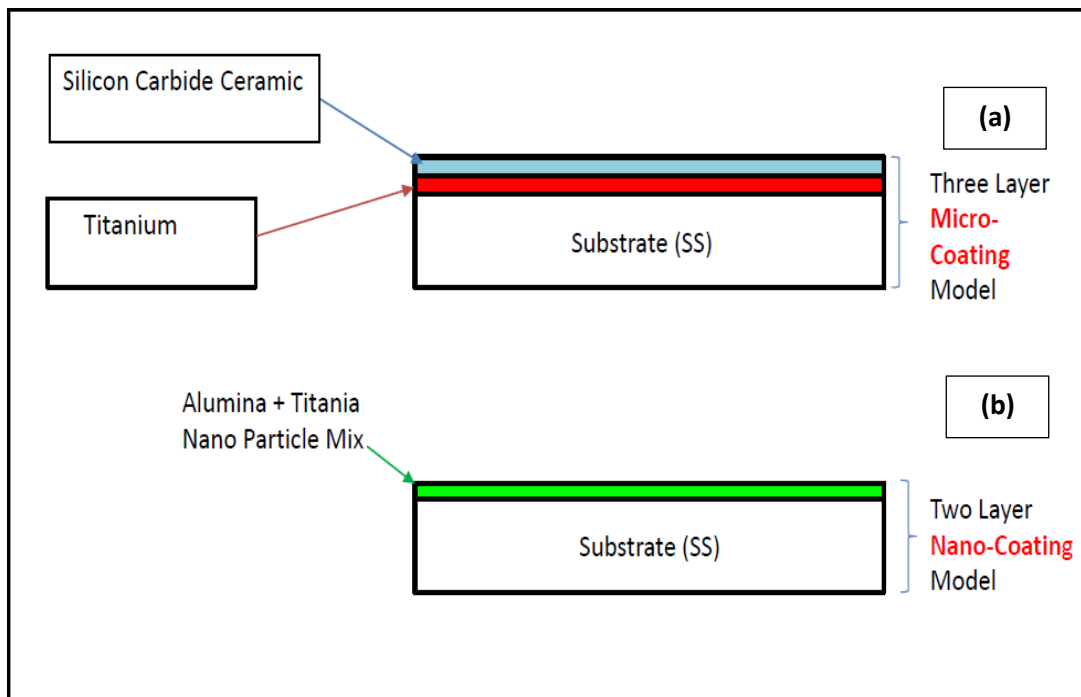 Silicon Carbide Ceramic
(a)
Three Layer
Micro-
Coating
Model
Titanium
Substrate (SS)
Alumina + Titania
Nano Particle Mix
(b)
Two Layer
Nano-Coating
Model
Substrate (SS)